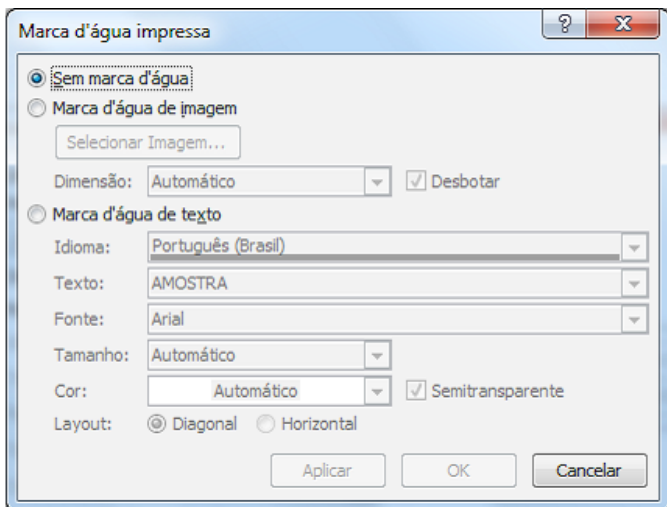 Marca d'água impressa
Sem marca d'água
Marca d'água de imagem
Selecionar Imagem...
Dimensão: Automático Desbotar
Marca d'água de texto
Idioma: Português (Brasil)
Texto: AMOSTRA
Fonte: Arial
Tamanho: Automático
Cor: Automático Semitransparente
Layout: Diagonal Horizontal
Aplicar OK Cancelar